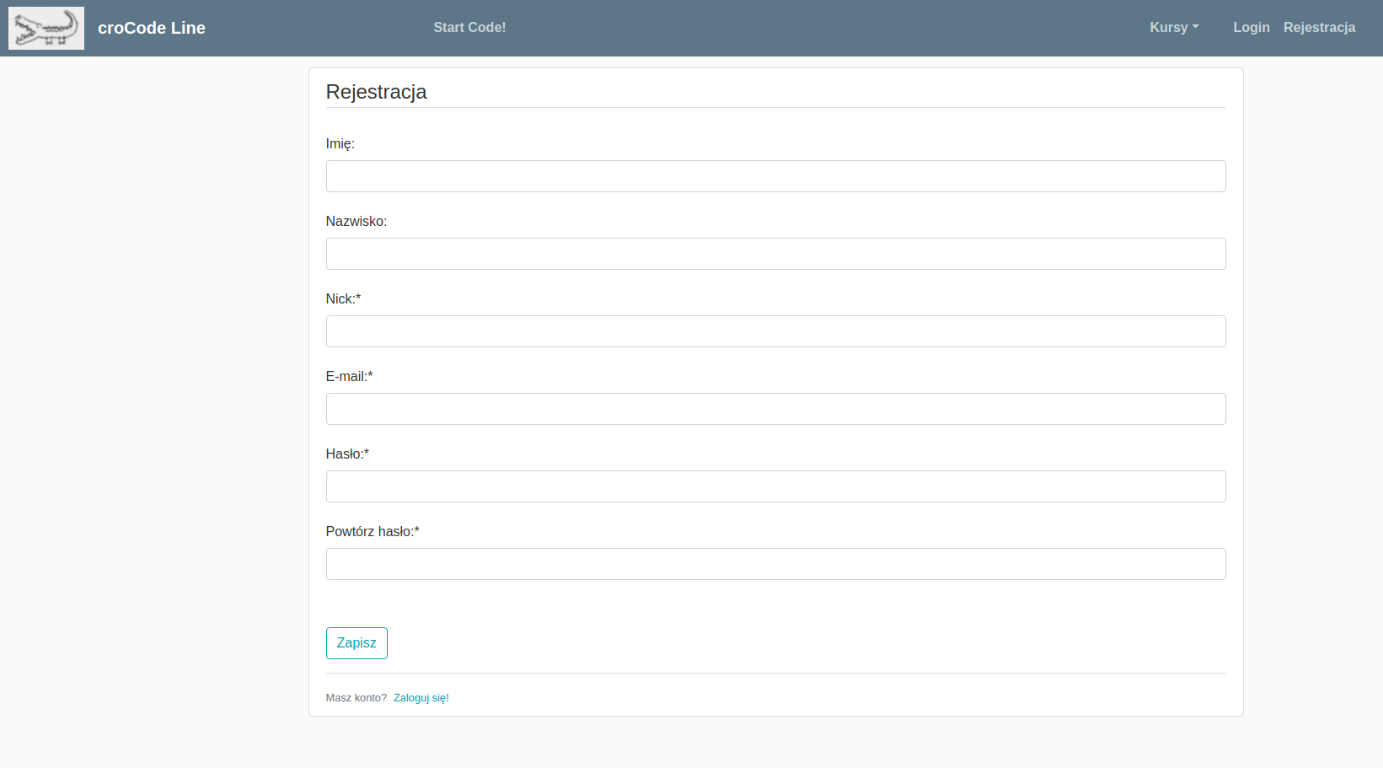 croCode Line
Start Code!
Kursy
Login
Rejestracja
Rejestracja
Imię:
Nazwisko:
Nick:*
E-mail:*
Hasło:*
Powtórz hasło:*
Zapisz
Masz konto? Zaloguj się!